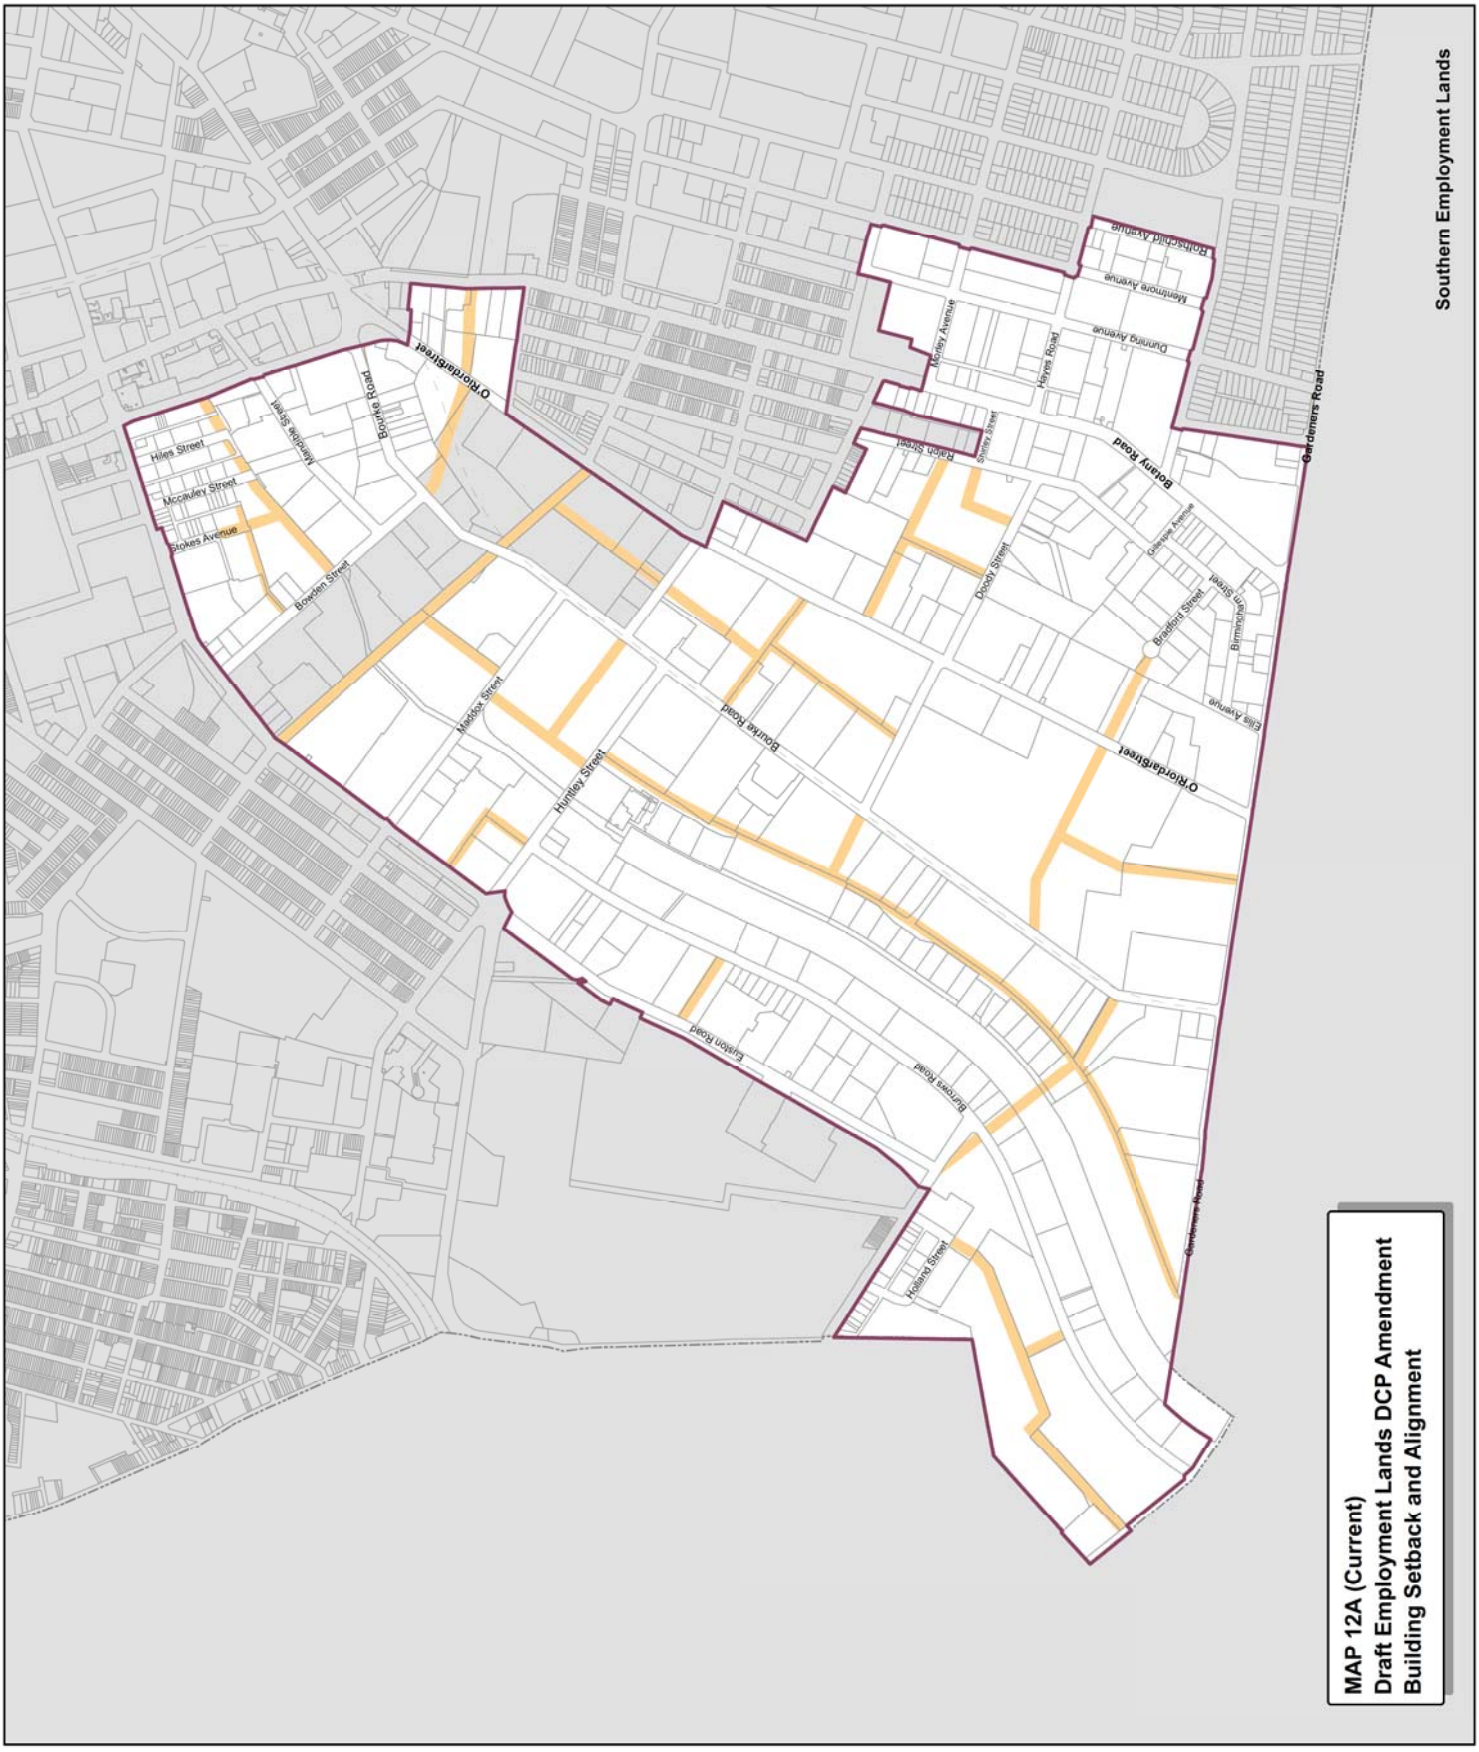 Southern Employment Lands
Hiles Street
Mccauley Street
Stokes Avenue
Mandible Street
Bourke Road
O'RiordanStreet
Bowden Street
Maddox Street
Huntley Street
Bourke Road
Euston Road
Burrows Road
Holland Street
Gardeners Road
Rothschild Avenue
Mentmore Avenue
Dunning Avenue
Morley Avenue
Hayes Road
Ralph Street
Shirley Street
Botany Road
Doody Street
Gillespie Avenue
Bradford Street
Birmingham Street
Ellis Avenue
O'RiordanStreet
Gardeners Road
MAP 12A (Current)
Draft Employment Lands DCP Amendment
Building Setback and Alignment